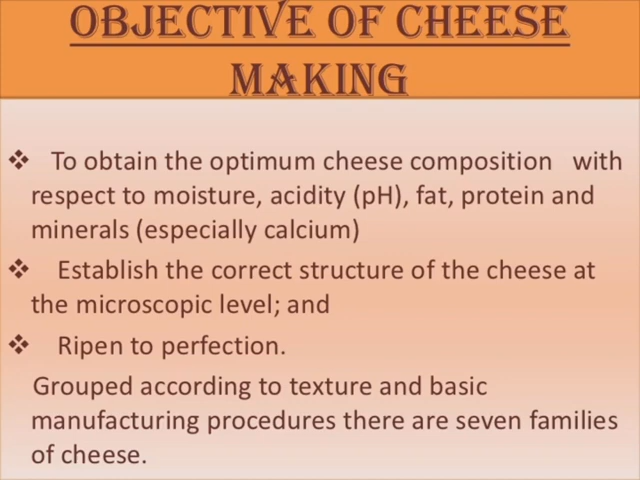 OBJECTIVE OF CHEESE
MAKING
❖ To obtain the optimum cheese composition with
respect to moisture, acidity (pH), fat, protein and
minerals (especially calcium)
❖ Establish the correct structure of the cheese at
the microscopic level; and
❖ Ripen to perfection.
Grouped according to texture and basic
manufacturing procedures there are seven families
of cheese.